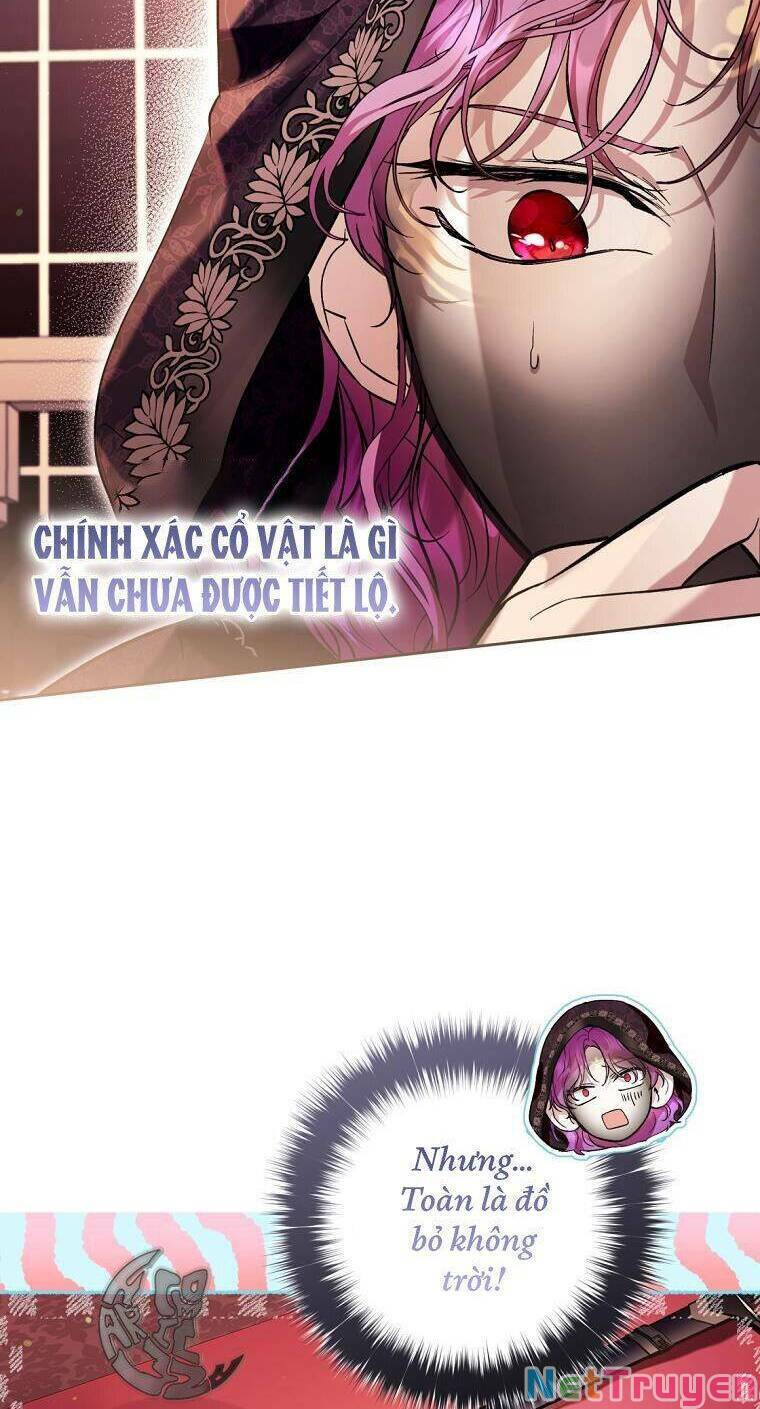 CHÍNH XÁC CỔ VẬT LÀ GÌ
VẪN CHƯA ĐƯỢC TIẾT LỘ.
Nhưng...
Toàn là đồ
bỏ không
trời!
NetTruyen